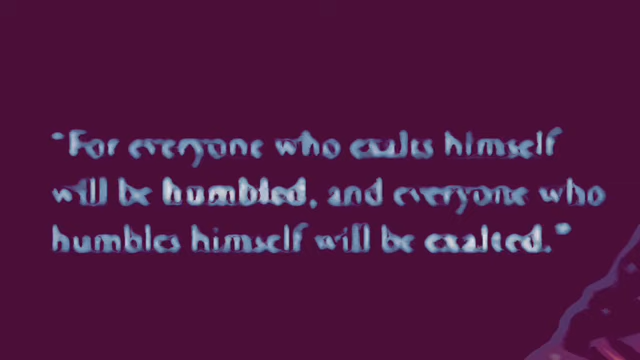 "For everyone who exalts himself
will be humbled, and everyone who
humbles himself will be exalted."